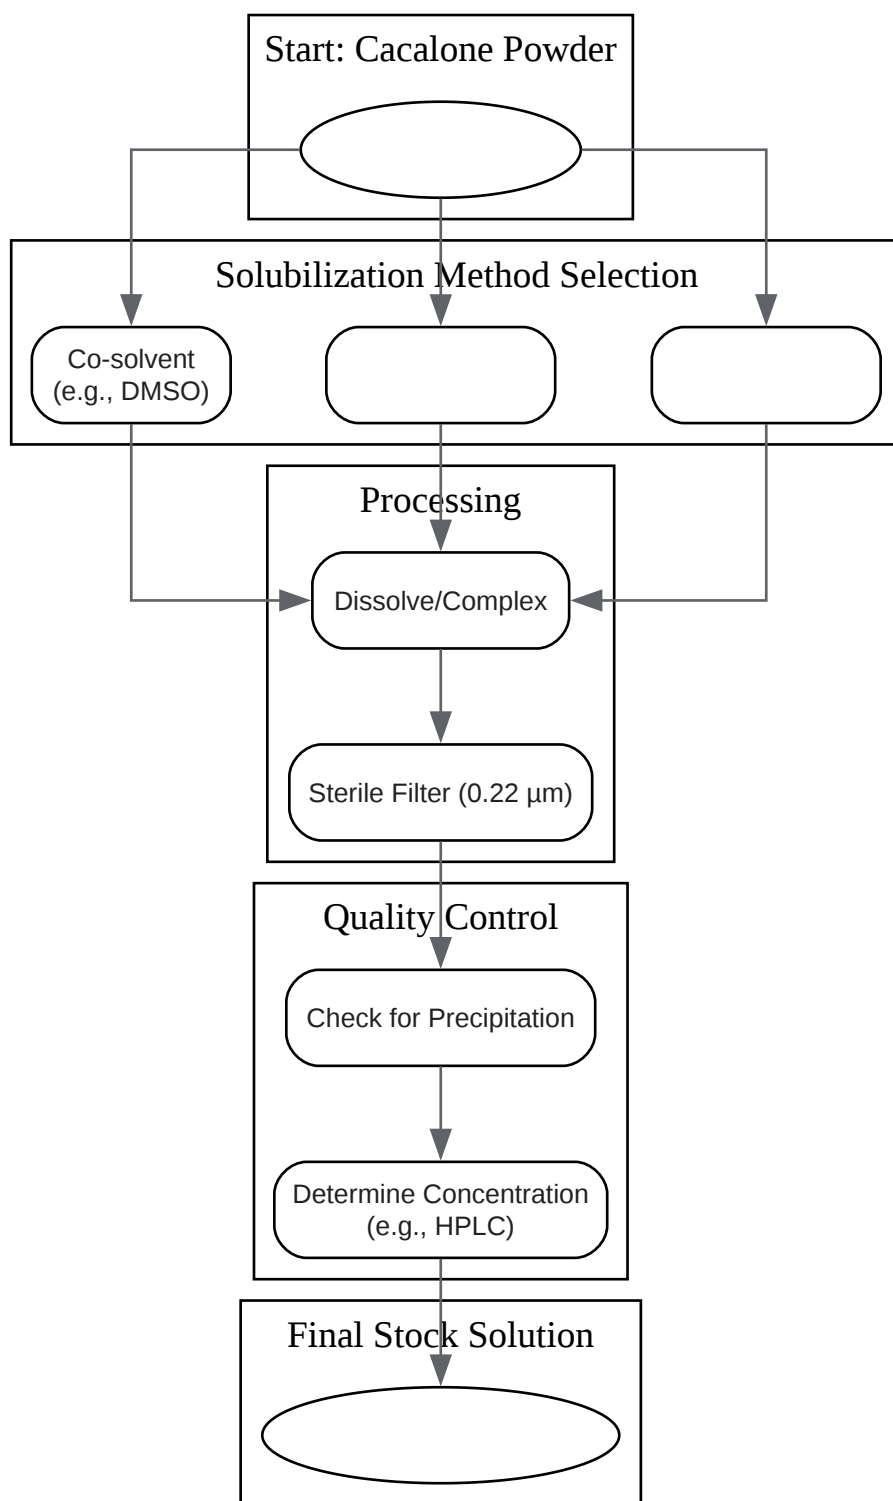 Start: Cacalone Powder
Solubilization Method Selection
Co-solvent
(e.g., DMSO)
Processing
Dissolve/Complex
Sterile Filter (0.22 µm)
Quality Control
Check for Precipitation
Determine Concentration
(e.g., HPLC)
Final Stock Solution